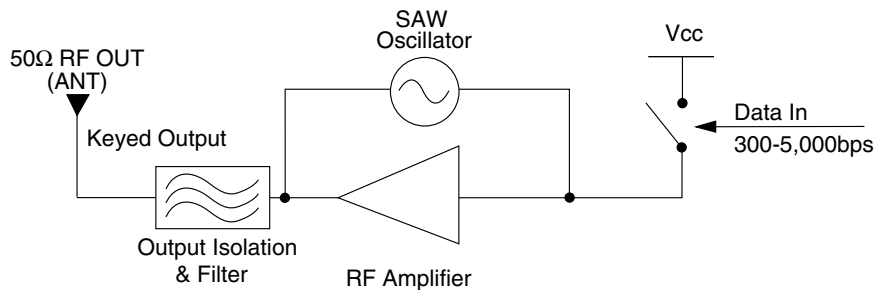 SAW
Oscillator
Vcc
50Ω RF OUT
(ANT)
Data In
300-5,000bps
Keyed Output
Output Isolation
& Filter
RF Amplifier